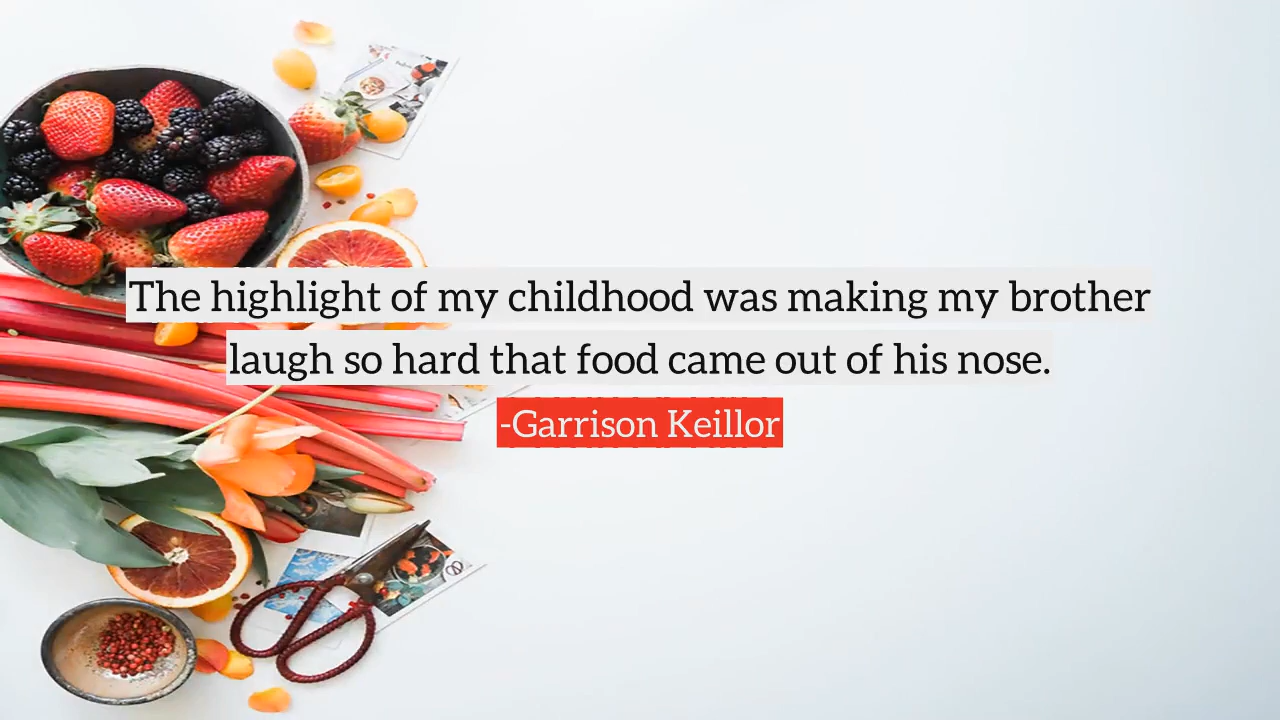 The highlight of my childhood was making my brother
laugh so hard that food came out of his nose.
-Garrison Keillor